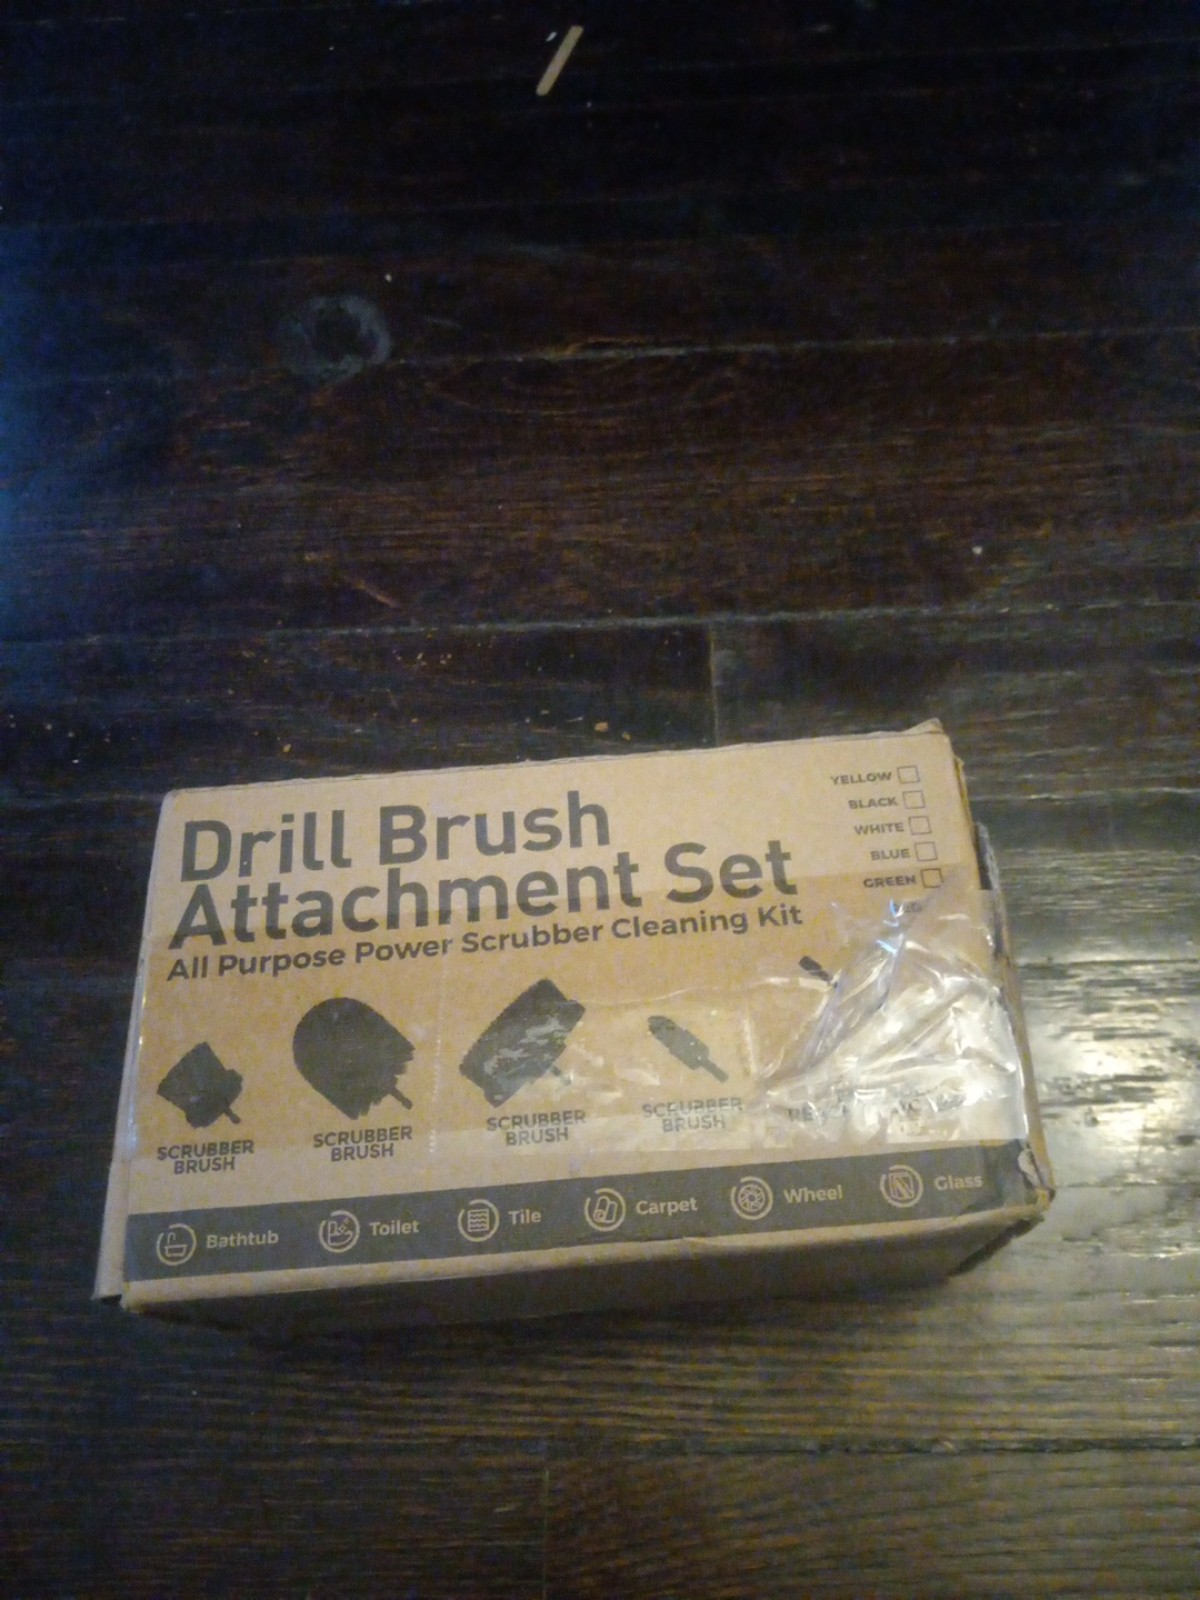 Drill Brush
Attachment Set
All Purpose Power Scrubber Cleaning Kit
YELLOW
BLACK
WHITE
BLUE
GREEN
SCRUBBER
BRUSH
SCRUBBER
BRUSH
SCRUBBER
BRUSH
SCRUBBER
BRUSH
Bathtub
Toilet
Tile
Carpet
Wheel
Glass